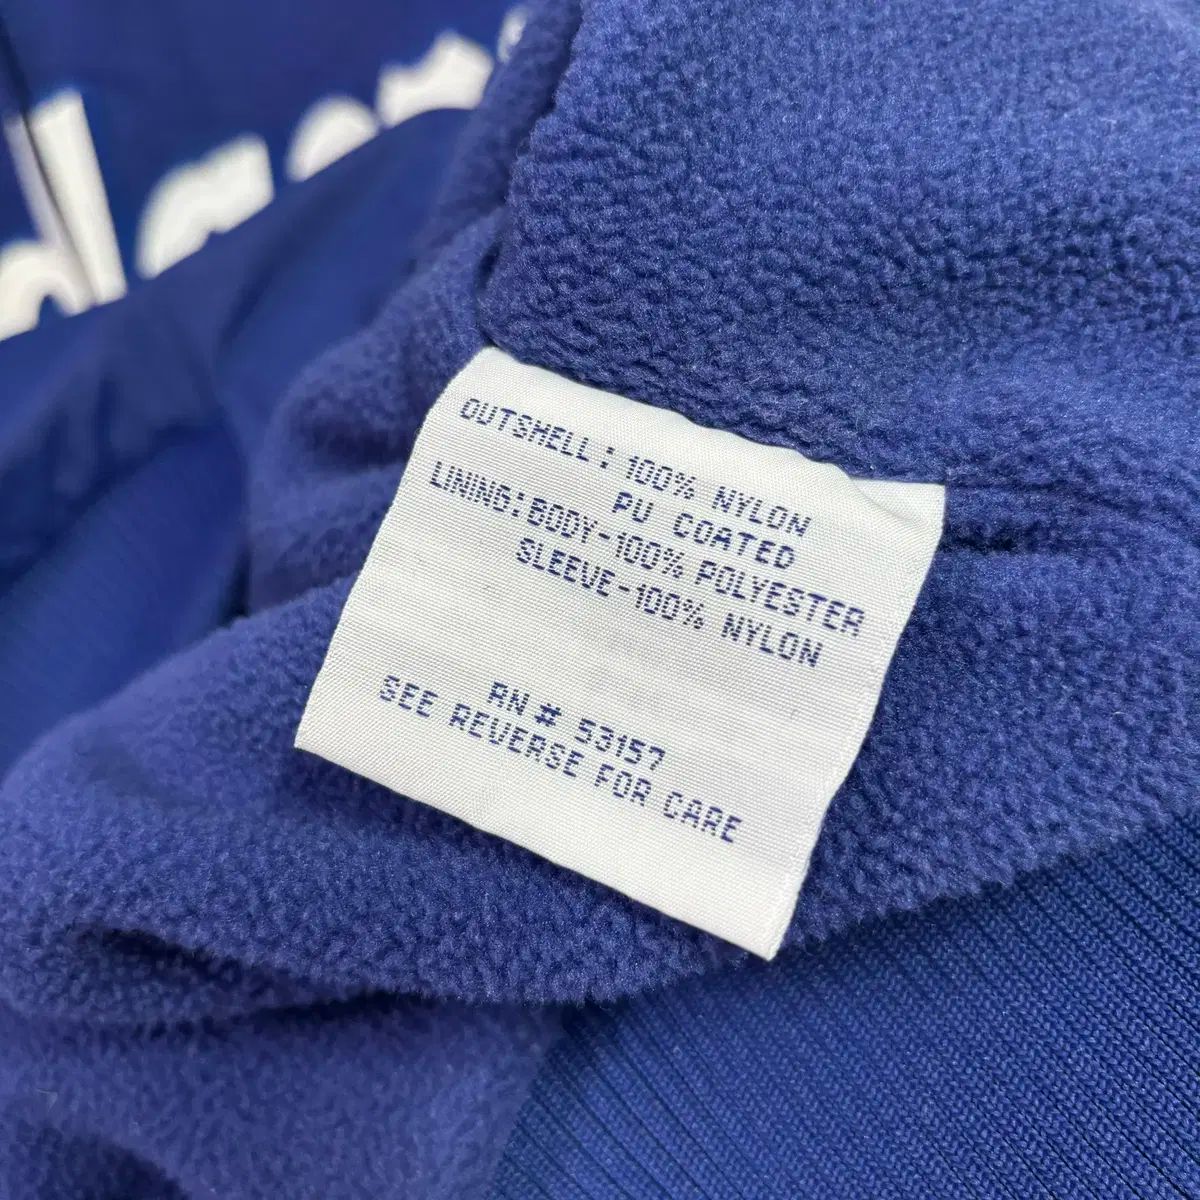 OUTSHELL: 100% NYLON
PU COATED
LINING: BODY-100% POLYESTER
SLEEVE-100% NYLON
RN # 53157
SEE REVERSE FOR CARE